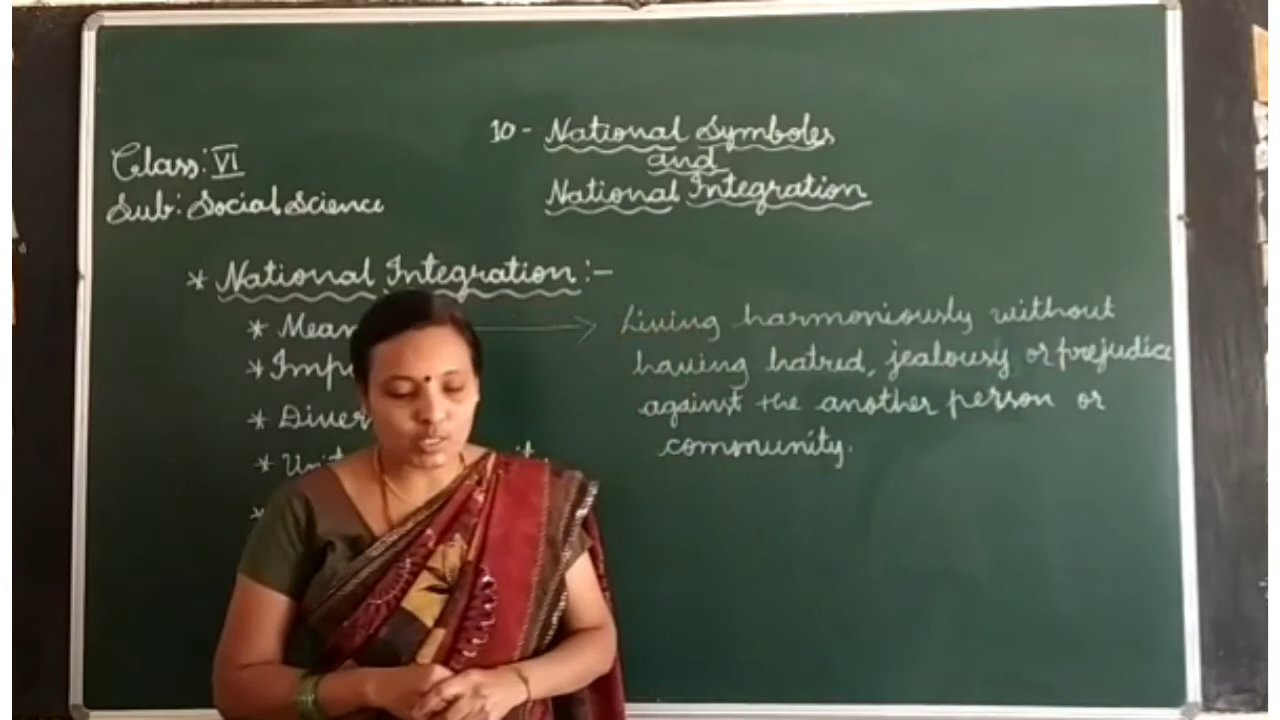 10 - National Symboles
and
National Integration
Class: VI
Sub: Social Science
* National Integration :-
* Mean
* Imp
* Diver
* Unit
*
Living harmoniously without
having hatred, jealousy or prejudice
against the another person or
community.